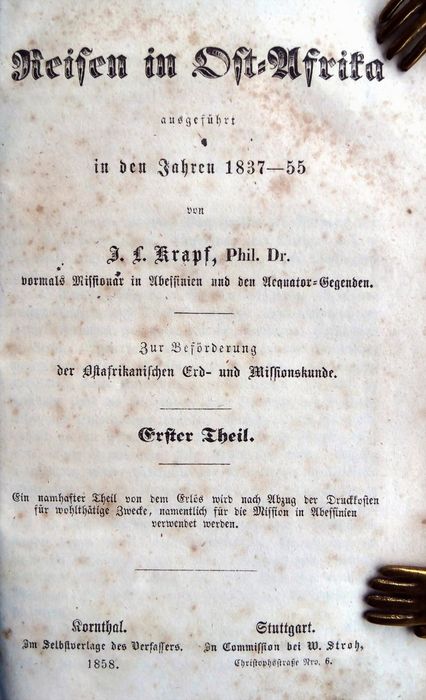 Reisen in Ost-Afrika
ausgeführt
in den Jahren 1837—55
von
J. L. Krapf, Phil. Dr.
vormals Missionär in Abessinien und den Aequator-Gegenden.
Zur Beförderung
der Ostafrikanischen Erd- und Missionskunde.
Erster Theil.
Ein namhafter Theil von dem Erlös wird nach Abzug der Druckkosten
für wohlthätige Zwecke, namentlich für die Mission in Abessinien
verwendet werden.
Kornthal.
Im Selbstverlage des Verfassers.
1858.
Stuttgart.
In Commission bei W. Stroh,
Christophsstraße Nro. 6.